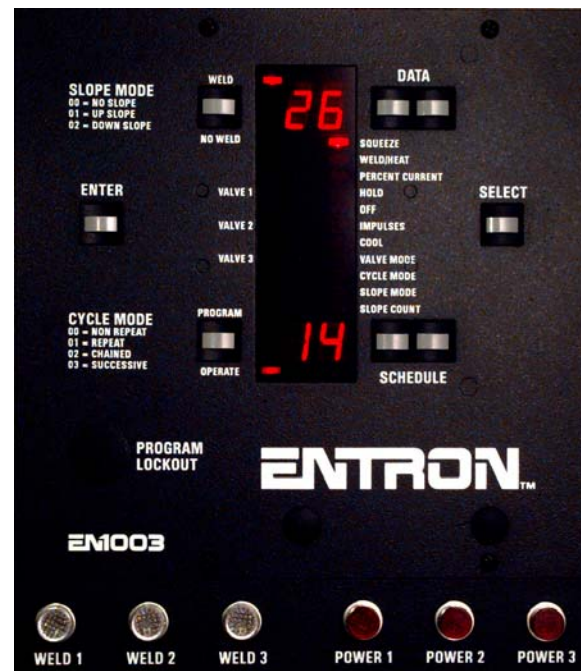 WELD
DATA
SLOPE MODE
00 = NO SLOPE
01 = UP SLOPE
02 = DOWN SLOPE
26
NO WELD
SQUEEZE
WELD/HEAT
PERCENT CURRENT
HOLD
OFF
IMPULSES
COOL
VALVE MODE
CYCLE MODE
SLOPE MODE
SLOPE COUNT
ENTER
VALVE 1
VALVE 2
VALVE 3
SELECT
CYCLE MODE
00 = NON REPEAT
01 = REPEAT
02 = CHAINED
03 = SUCCESSIVE
PROGRAM
OPERATE
14
SCHEDULE
PROGRAM
LOCKOUT
ENTRON TM
EN1003
WELD 1
WELD 2
WELD 3
POWER 1
POWER 2
POWER 3